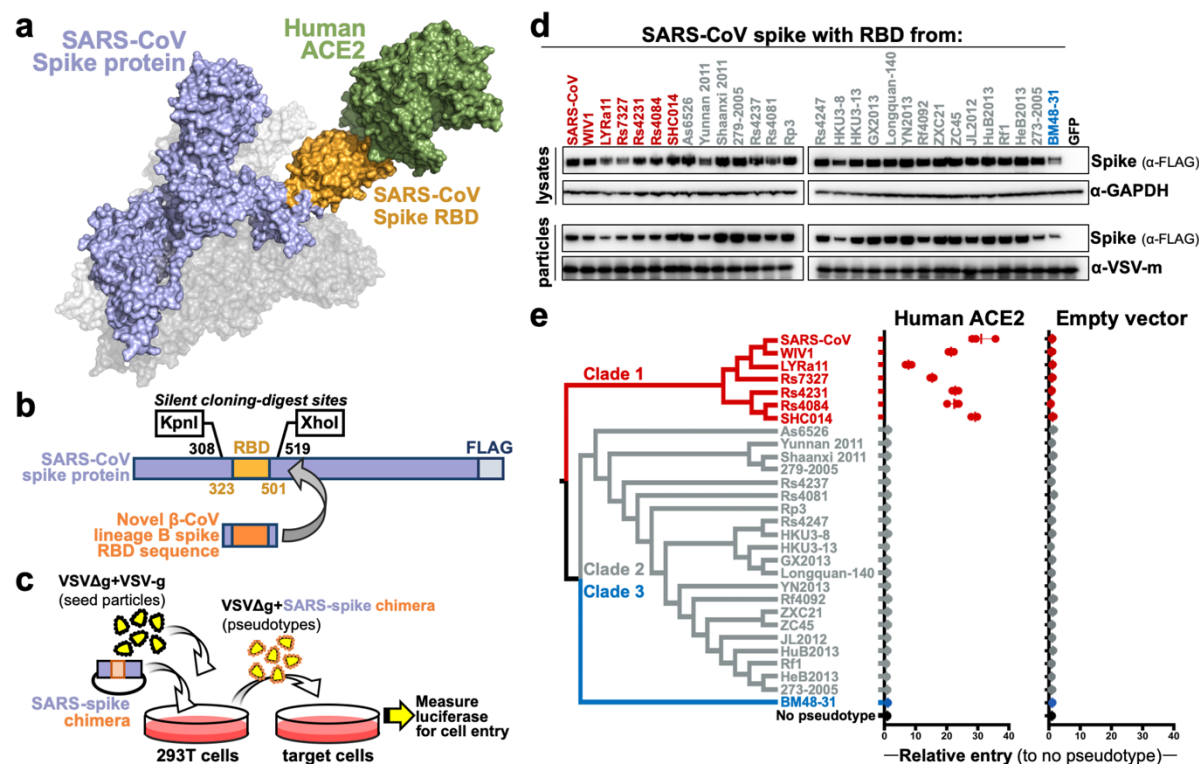 a
SARS-CoV
Spike protein
Human
ACE2
SARS-CoV
Spike RBD
b
Silent cloning-digest sites
KpnI
XhoI
308
RBD
519
FLAG
SARS-CoV
spike protein
323
501
Novel β-CoV
lineage B spike
RBD sequence
c
VSVΔg+VSV-g
(seed particles)
VSVΔg+SARS-spike chimera
(pseudotypes)
SARS-spike
chimera
293T cells
target cells
Measure
luciferase
for cell entry
d
SARS-CoV spike with RBD from:
SARS-CoV
WIV1
LYRa11
Rs7327
Rs4231
Rs4084
SHC014
As6526
Yunnan 2011
Shaanxi 2011
279-2005
Rs4237
Rs4081
Rp3
Rs4247
HKU3-8
HKU3-13
GX2013
Longquan-140
YN2013
Rf4092
ZXC21
ZC45
JL2012
HuB2013
Rf1
HeB2013
273-2005
BM48-31
GFP
lysates
Spike (α-FLAG)
α-GAPDH
particles
Spike (α-FLAG)
α-VSV-m
e
Human ACE2
Empty vector
Clade 1
Clade 2
Clade 3
SARS-CoV
WIV1
LYRa11
Rs7327
Rs4231
Rs4084
SHC014
As6526
Yunnan 2011
Shaanxi 2011
279-2005
Rs4237
Rs4081
Rp3
Rs4247
HKU3-8
HKU3-13
GX2013
Longquan-140
YN2013
Rf4092
ZXC21
ZC45
JL2012
HuB2013
Rf1
HeB2013
273-2005
BM48-31
No pseudotype
0 10 20 30 40
0 10 20 30 40
Relative entry (to no pseudotype)